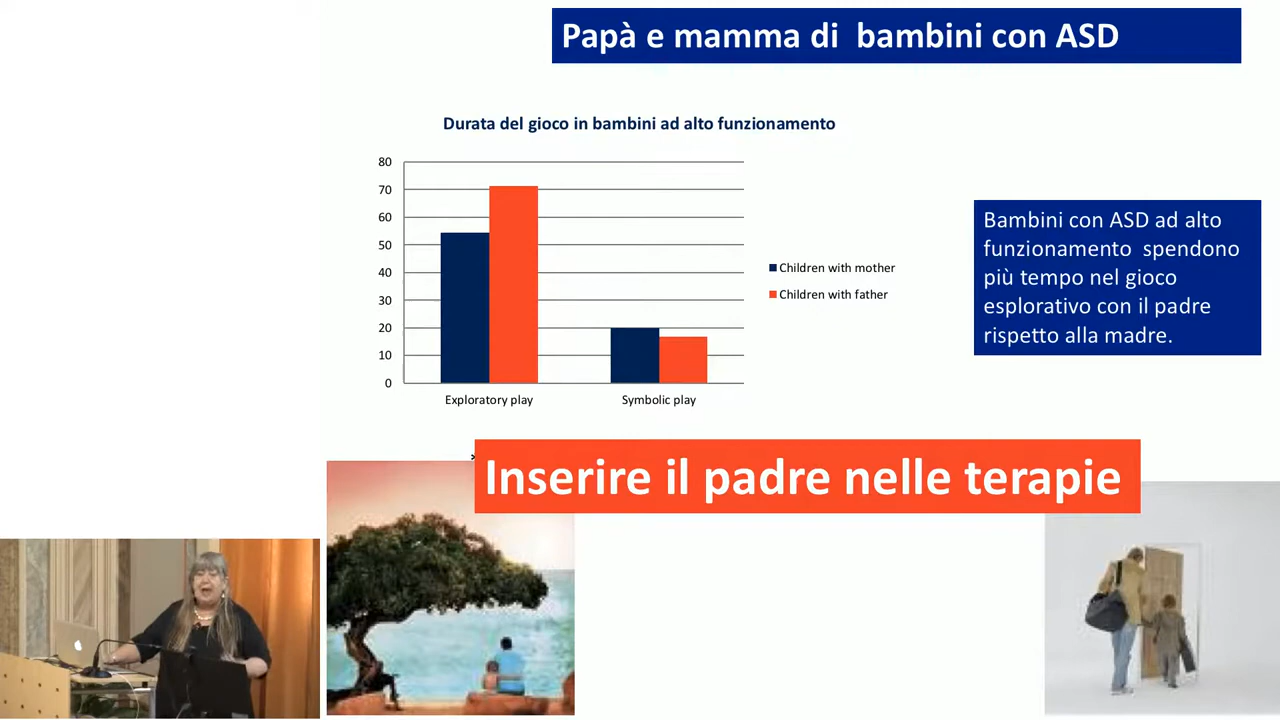 Papà e mamma di bambini con ASD
Durata del gioco in bambini ad alto funzionamento
80
70
60
50
40
30
20
10
0
Exploratory play
Symbolic play
Children with mother
Children with father
Bambini con ASD ad alto
funzionamento spendono
più tempo nel gioco
esplorativo con il padre
rispetto alla madre.
*
Inserire il padre nelle terapie